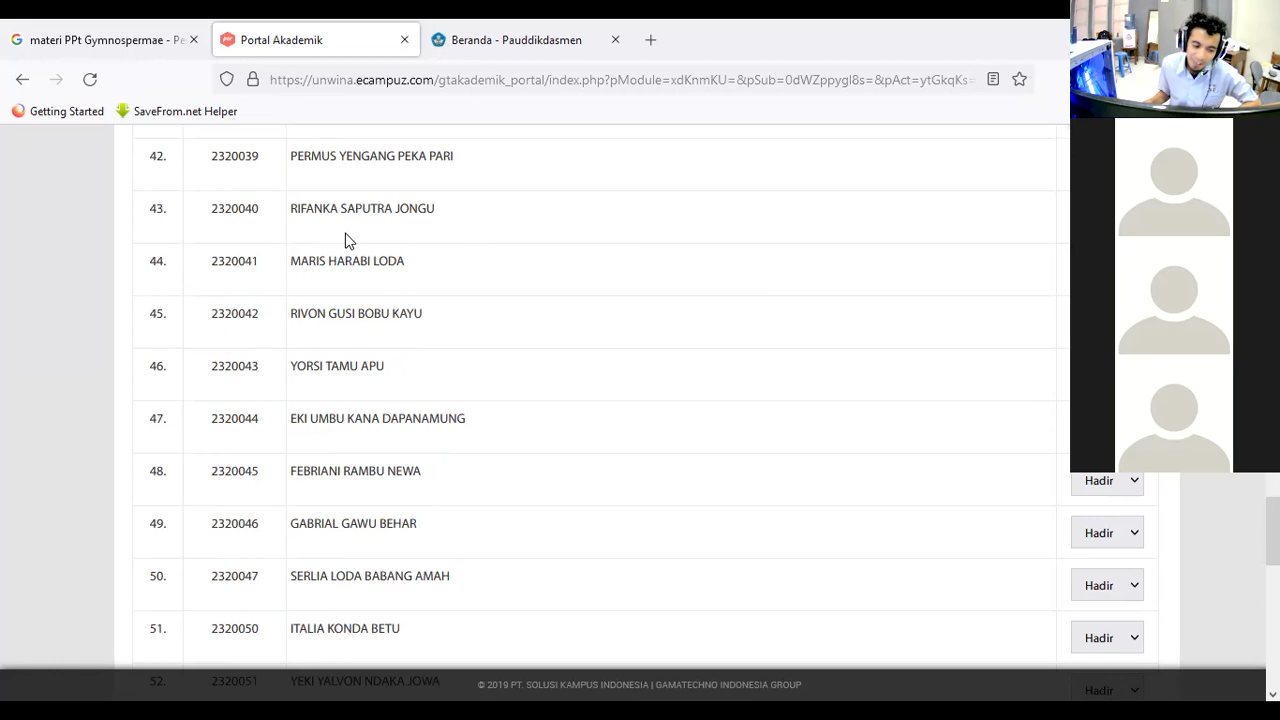 materi PPt Gymnospermae - Pe
Portal Akademik
Beranda - Pauddikdasmen
https://unwina.ecampuz.com/gtakademik_portal/index.php?pModule=xdKnmKU=&pSub=0dWZppygl8s=&pAct=ytGkqKs=
Getting Started
SaveFrom.net Helper
42. 2320039 PERMUS YENGANG PEKA PARI
43. 2320040 RIFANKA SAPUTRA JONGU
44. 2320041 MARIS HARABI LODA
45. 2320042 RIVON GUSI BOBU KAYU
46. 2320043 YORSI TAMU APU
47. 2320044 EKI UMBU KANA DAPANAMUNG
48. 2320045 FEBRIANI RAMBU NEWA Hadir
49. 2320046 GABRIAL GAWU BEHAR Hadir
50. 2320047 SERLIA LODA BABANG AMAH Hadir
51. 2320050 ITALIA KONDA BETU Hadir
52. 2320051 YEKI YALVON NDAKA JOWA Hadir
© 2019 PT. SOLUSI KAMPUS INDONESIA | GAMATECHNO INDONESIA GROUP